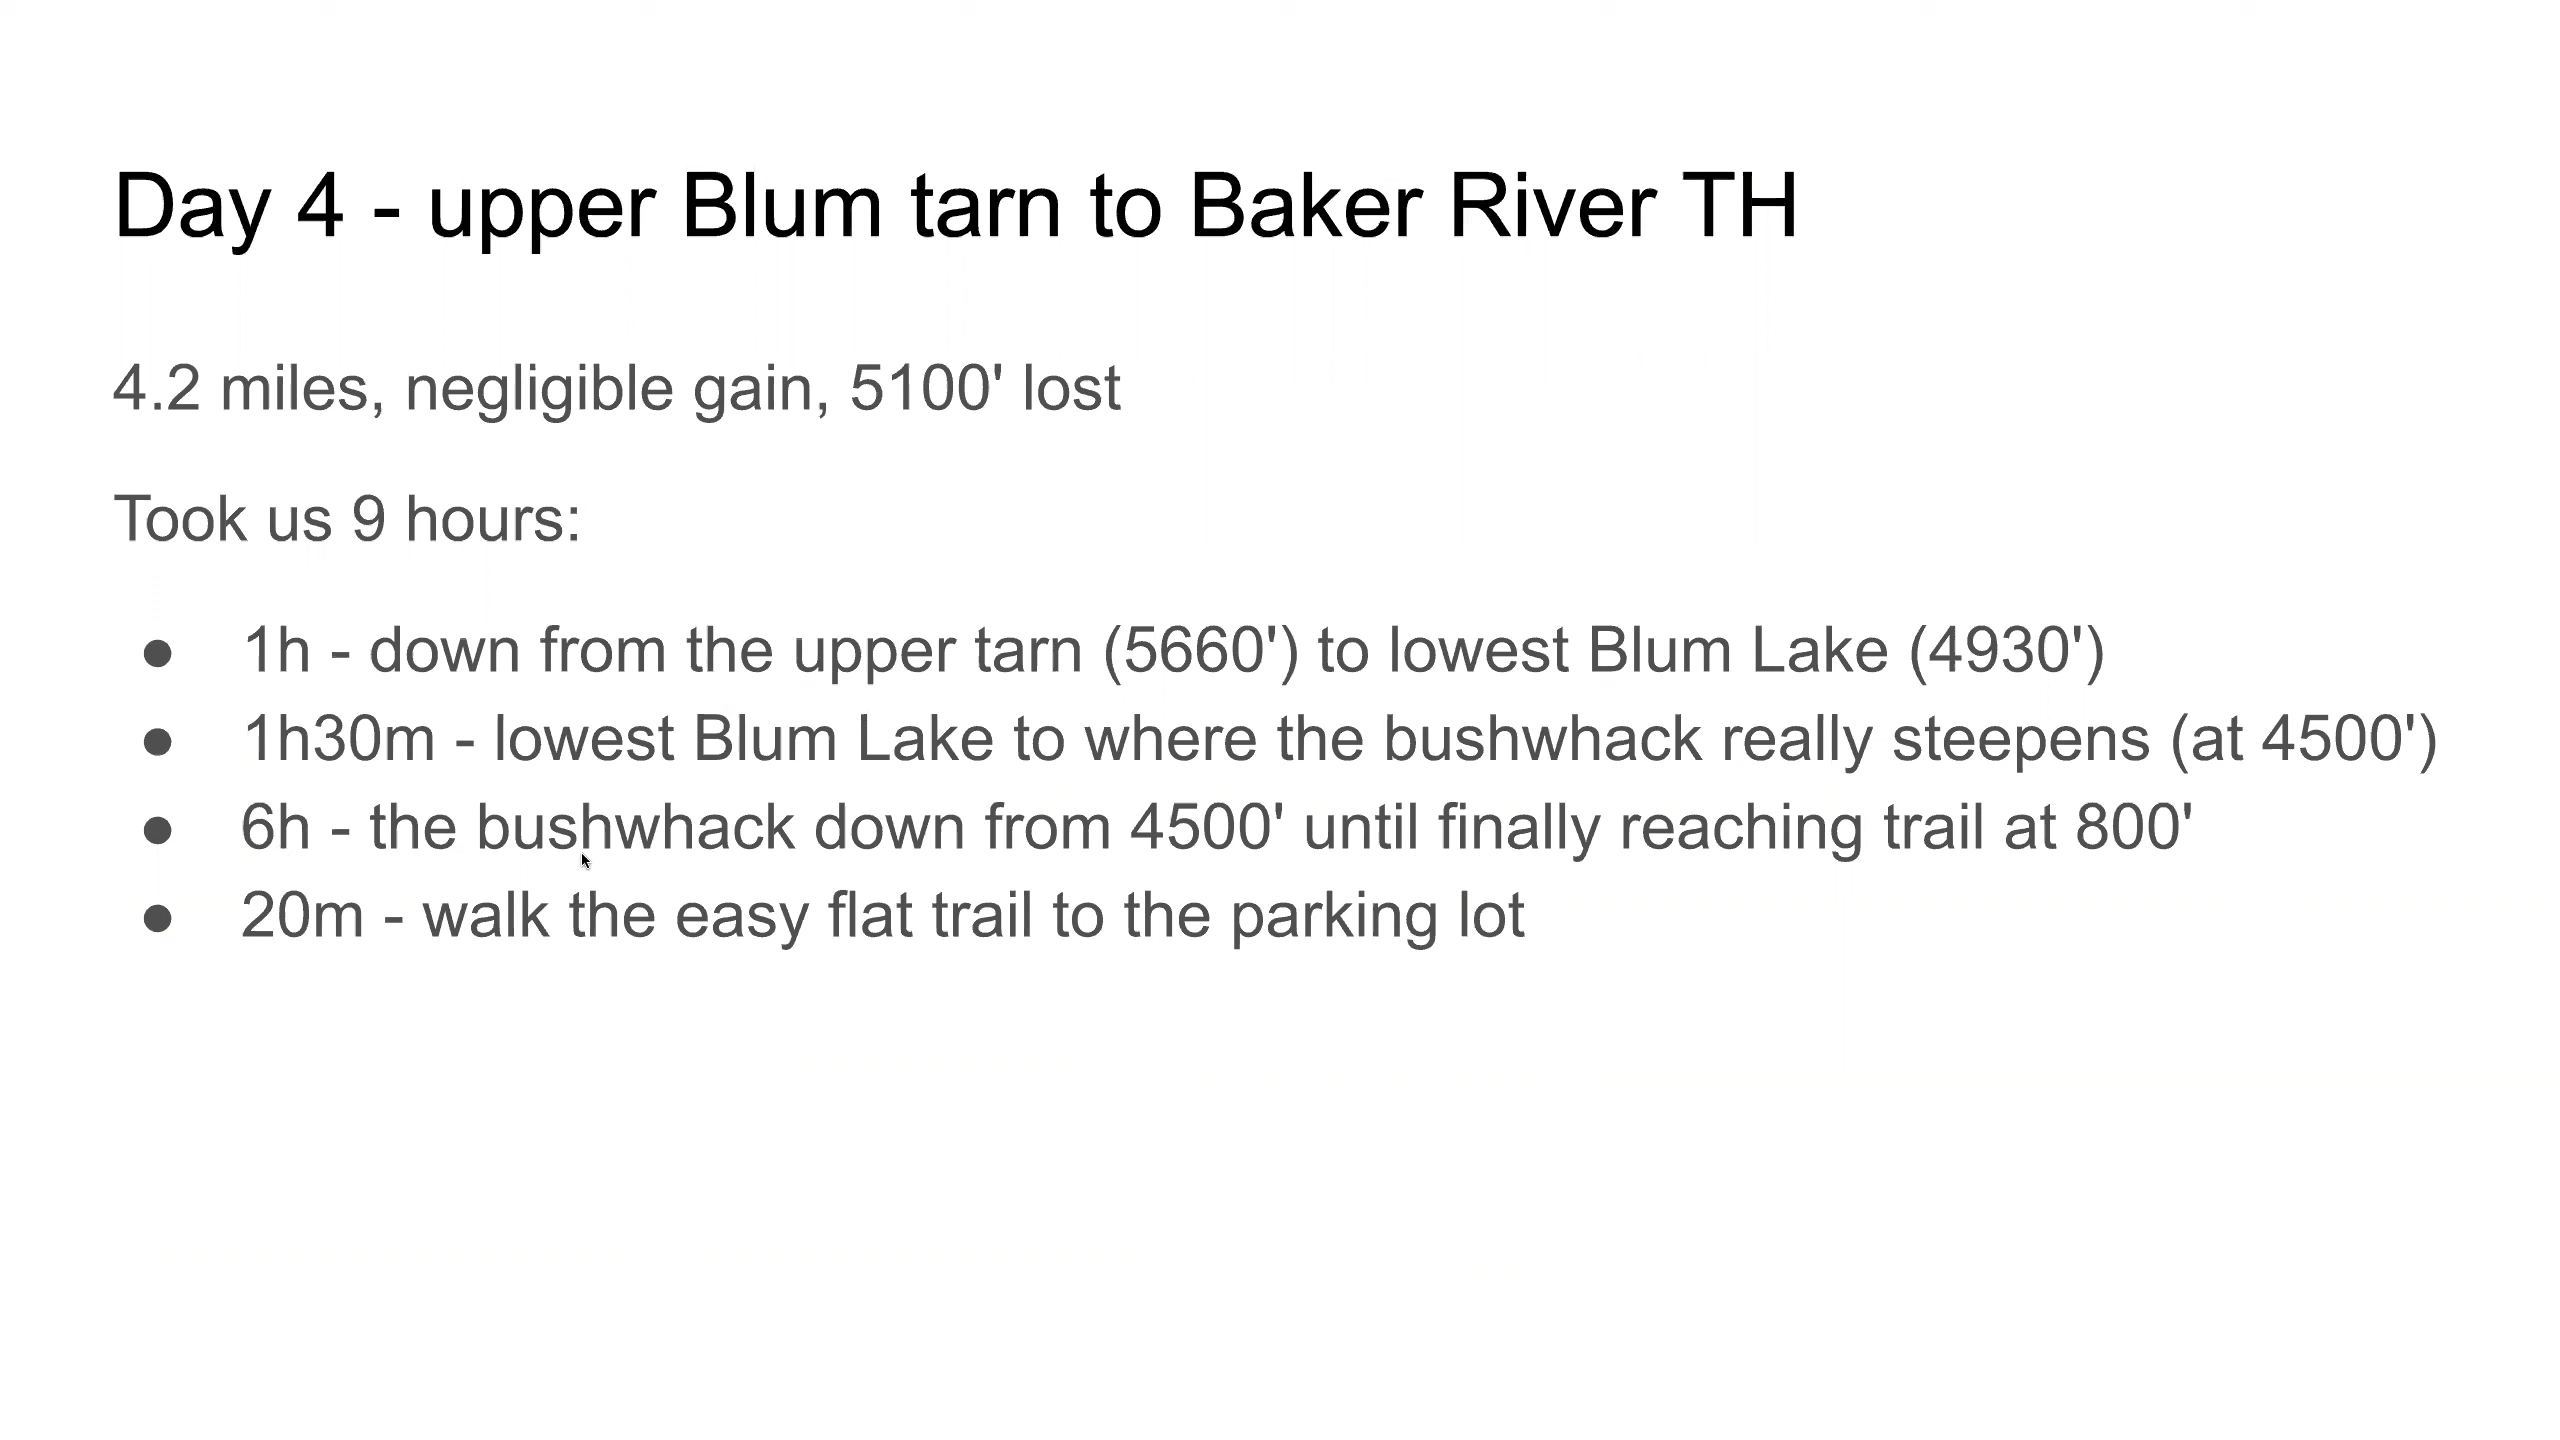 Day 4 - upper Blum tarn to Baker River TH
4.2 miles, negligible gain, 5100' lost
Took us 9 hours:
● 1h - down from the upper tarn (5660') to lowest Blum Lake (4930')
● 1h30m - lowest Blum Lake to where the bushwhack really steepens (at 4500')
● 6h - the bushwhack down from 4500' until finally reaching trail at 800'
● 20m - walk the easy flat trail to the parking lot